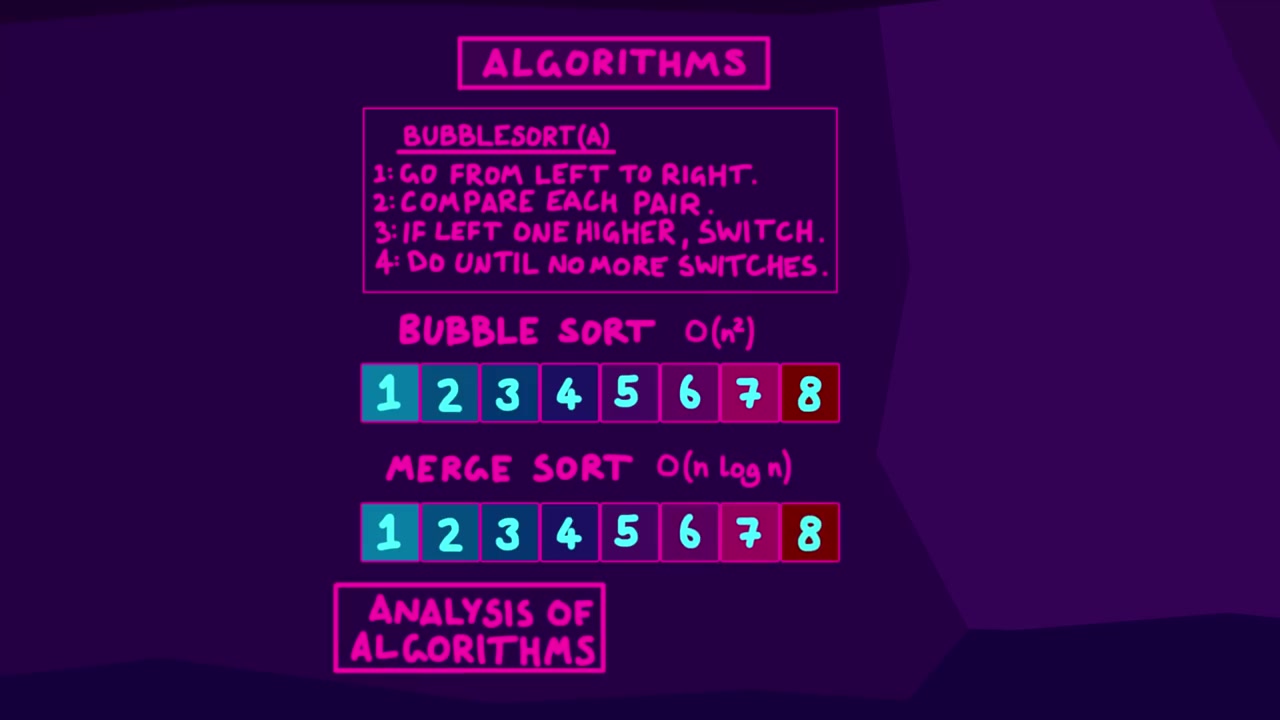 ALGORITHMS
BUBBLESORT(A)
1: GO FROM LEFT TO RIGHT.
2: COMPARE EACH PAIR.
3: IF LEFT ONE HIGHER, SWITCH.
4: DO UNTIL NO MORE SWITCHES.
BUBBLE SORT O(n²)
1 2 3 4 5 6 7 8
MERGE SORT O(n log n)
1 2 3 4 5 6 7 8
ANALYSIS OF
ALGORITHMS